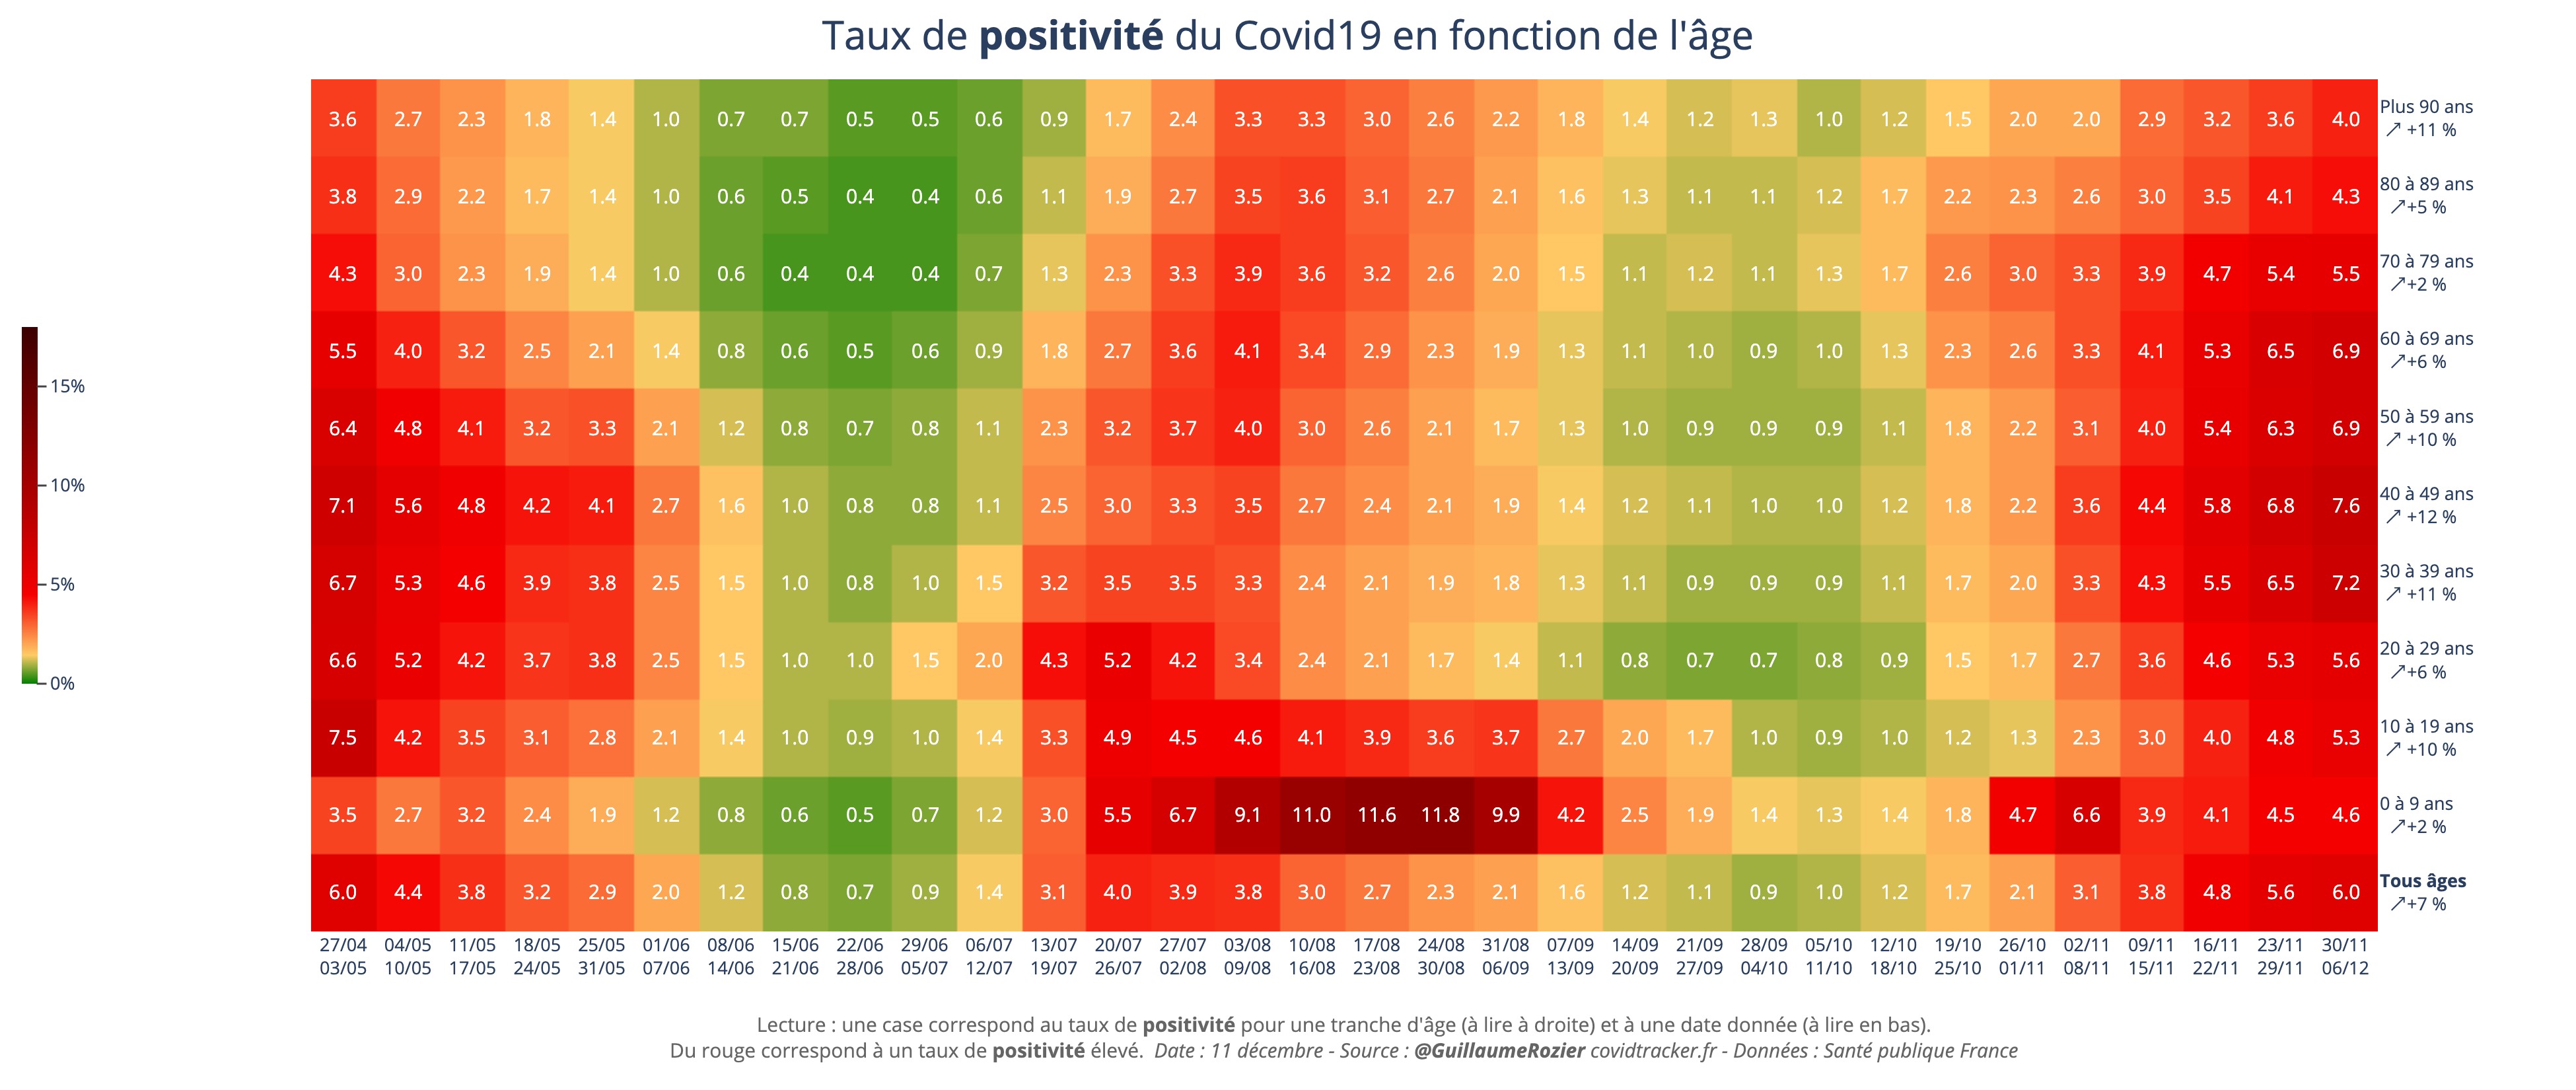 Taux de positivité du Covid19 en fonction de l'âge
3.6 2.7 2.3 1.8 1.4 1.0 0.7 0.7 0.5 0.5 0.6 0.9 1.7 2.4 3.3 3.3 3.0 2.6 2.2 1.8 1.4 1.2 1.3 1.0 1.2 1.5 2.0 2.0 2.9 3.2 3.6 4.0 Plus 90 ans
↗ +11 %
3.8 2.9 2.2 1.7 1.4 1.0 0.6 0.5 0.4 0.4 0.6 1.1 1.9 2.7 3.5 3.6 3.1 2.7 2.1 1.6 1.3 1.1 1.1 1.2 1.7 2.2 2.3 2.6 3.0 3.5 4.1 4.3 80 à 89 ans
↗+5 %
4.3 3.0 2.3 1.9 1.4 1.0 0.6 0.4 0.4 0.4 0.7 1.3 2.3 3.3 3.9 3.6 3.2 2.6 2.0 1.5 1.1 1.2 1.1 1.3 1.7 2.6 3.0 3.3 3.9 4.7 5.4 5.5 70 à 79 ans
↗+2 %
5.5 4.0 3.2 2.5 2.1 1.4 0.8 0.6 0.5 0.6 0.9 1.8 2.7 3.6 4.1 3.4 2.9 2.3 1.9 1.3 1.1 1.0 0.9 1.0 1.3 2.3 2.6 3.3 4.1 5.3 6.5 6.9 60 à 69 ans
↗+6 %
15%
6.4 4.8 4.1 3.2 3.3 2.1 1.2 0.8 0.7 0.8 1.1 2.3 3.2 3.7 4.0 3.0 2.6 2.1 1.7 1.3 1.0 0.9 0.9 0.9 1.1 1.8 2.2 3.1 4.0 5.4 6.3 6.9 50 à 59 ans
↗ +10 %
10%
7.1 5.6 4.8 4.2 4.1 2.7 1.6 1.0 0.8 0.8 1.1 2.5 3.0 3.3 3.5 2.7 2.4 2.1 1.9 1.4 1.2 1.1 1.0 1.0 1.2 1.8 2.2 3.6 4.4 5.8 6.8 7.6 40 à 49 ans
↗ +12 %
5%
6.7 5.3 4.6 3.9 3.8 2.5 1.5 1.0 0.8 1.0 1.5 3.2 3.5 3.5 3.3 2.4 2.1 1.9 1.8 1.3 1.1 0.9 0.9 0.9 1.1 1.7 2.0 3.3 4.3 5.5 6.5 7.2 30 à 39 ans
↗ +11 %
6.6 5.2 4.2 3.7 3.8 2.5 1.5 1.0 1.0 1.5 2.0 4.3 5.2 4.2 3.4 2.4 2.1 1.7 1.4 1.1 0.8 0.7 0.7 0.8 0.9 1.5 1.7 2.7 3.6 4.6 5.3 5.6 20 à 29 ans
↗+6 %
0%
7.5 4.2 3.5 3.1 2.8 2.1 1.4 1.0 0.9 1.0 1.4 3.3 4.9 4.5 4.6 4.1 3.9 3.6 3.7 2.7 2.0 1.7 1.0 0.9 1.0 1.2 1.3 2.3 3.0 4.0 4.8 5.3 10 à 19 ans
↗ +10 %
3.5 2.7 3.2 2.4 1.9 1.2 0.8 0.6 0.5 0.7 1.2 3.0 5.5 6.7 9.1 11.0 11.6 11.8 9.9 4.2 2.5 1.9 1.4 1.3 1.4 1.8 4.7 6.6 3.9 4.1 4.5 4.6 0 à 9 ans
↗+2 %
6.0 4.4 3.8 3.2 2.9 2.0 1.2 0.8 0.7 0.9 1.4 3.1 4.0 3.9 3.8 3.0 2.7 2.3 2.1 1.6 1.2 1.1 0.9 1.0 1.2 1.7 2.1 3.1 3.8 4.8 5.6 6.0 Tous âges
↗+7 %
27/04 04/05 11/05 18/05 25/05 01/06 08/06 15/06 22/06 29/06 06/07 13/07 20/07 27/07 03/08 10/08 17/08 24/08 31/08 07/09 14/09 21/09 28/09 05/10 12/10 19/10 26/10 02/11 09/11 16/11 23/11 30/11
03/05 10/05 17/05 24/05 31/05 07/06 14/06 21/06 28/06 05/07 12/07 19/07 26/07 02/08 09/08 16/08 23/08 30/08 06/09 13/09 20/09 27/09 04/10 11/10 18/10 25/10 01/11 08/11 15/11 22/11 29/11 06/12
Lecture : une case correspond au taux de positivité pour une tranche d'âge (à lire à droite) et à une date donnée (à lire en bas).
Du rouge correspond à un taux de positivité élevé. Date : 11 décembre - Source : @GuillaumeRozier covidtracker.fr - Données : Santé publique France